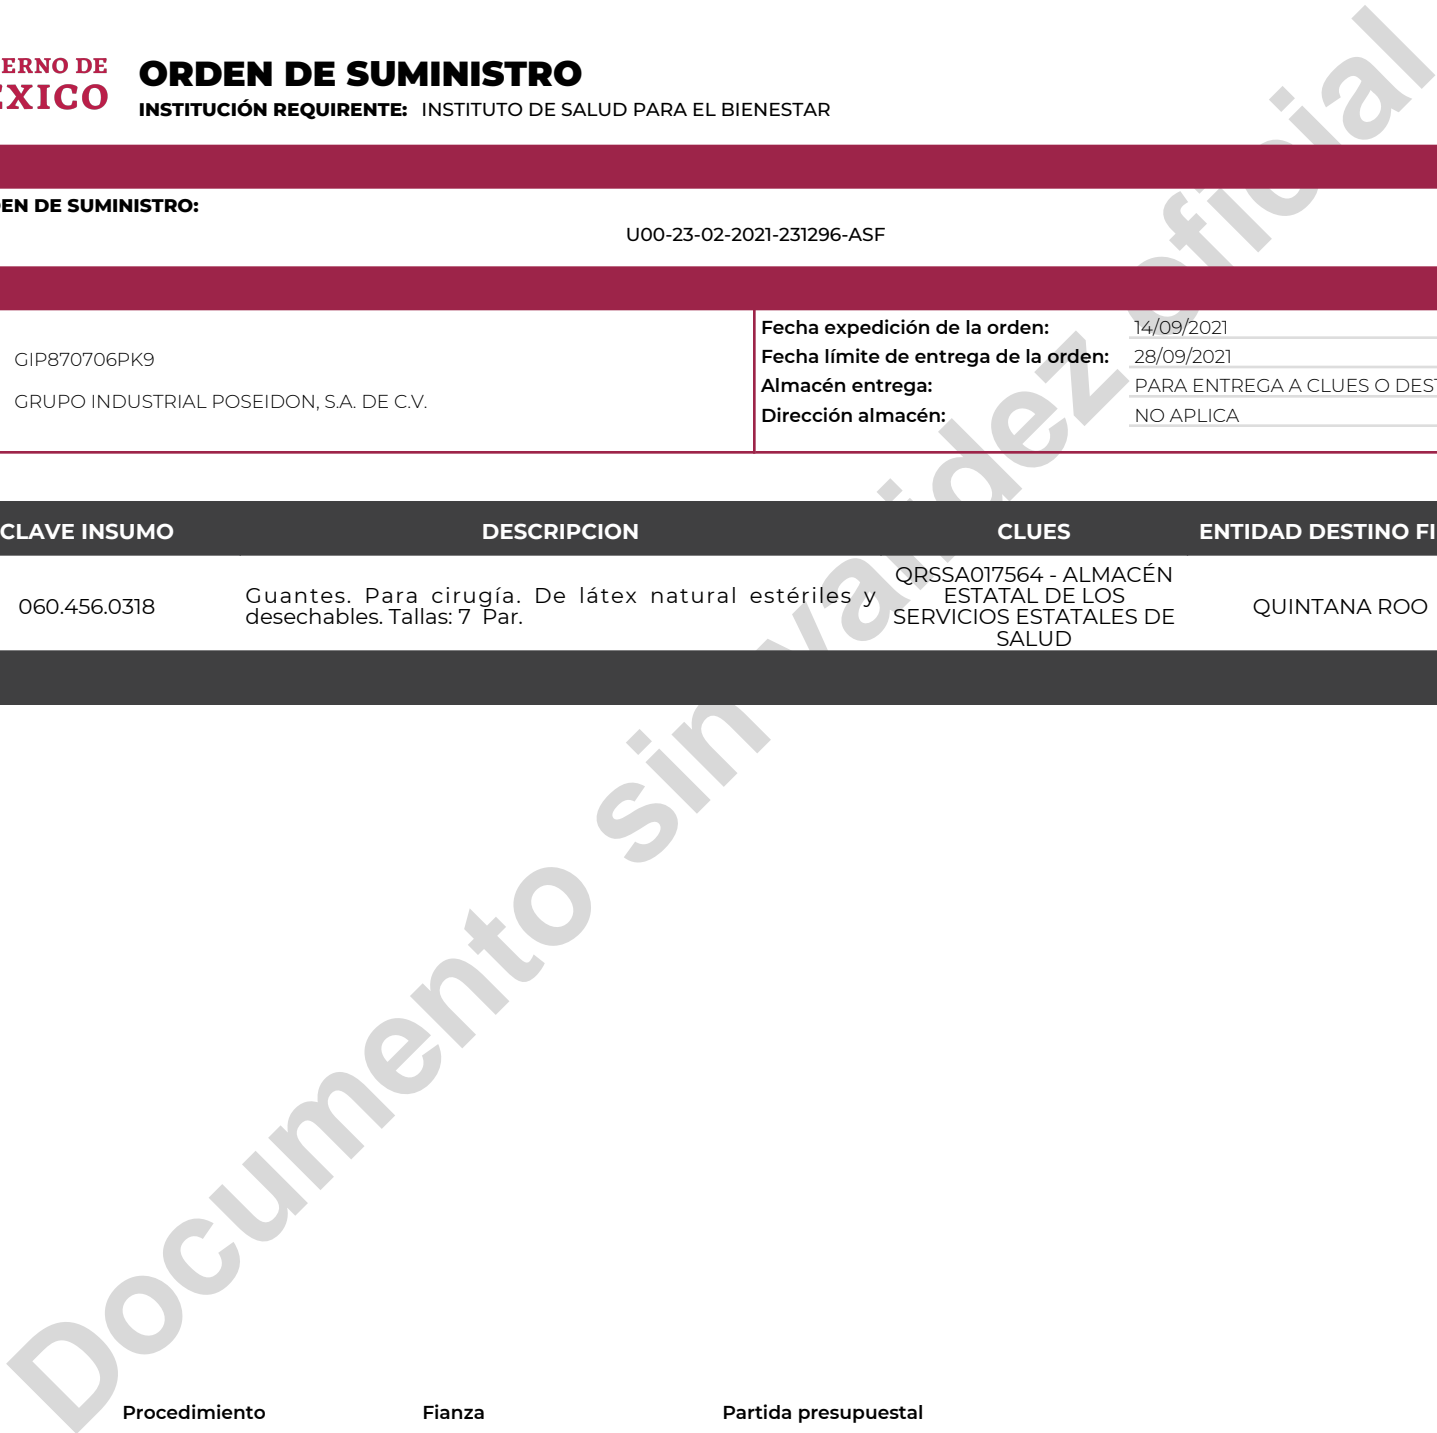 ERNO DE
EXICO
ORDEN DE SUMINISTRO
INSTITUCIÓN REQUIRENTE: INSTITUTO DE SALUD PARA EL BIENESTAR
EN DE SUMINISTRO:
U00-23-02-2021-231296-ASF
GIP870706PK9
GRUPO INDUSTRIAL POSEIDON, S.A. DE C.V.
Fecha expedición de la orden: 14/09/2021
Fecha límite de entrega de la orden: 28/09/2021
Almacén entrega: PARA ENTREGA A CLUES O DEST
Dirección almacén: NO APLICA
CLAVE INSUMO DESCRIPCION CLUES ENTIDAD DESTINO FI
060.456.0318
Guantes. Para cirugía. De látex natural estériles y
desechables. Tallas: 7 Par.
QRSSA017564 - ALMACÉN
ESTATAL DE LOS
SERVICIOS ESTATALES DE
SALUD
QUINTANA ROO
Documento sin validez oficial
Procedimiento Fianza Partida presupuestal